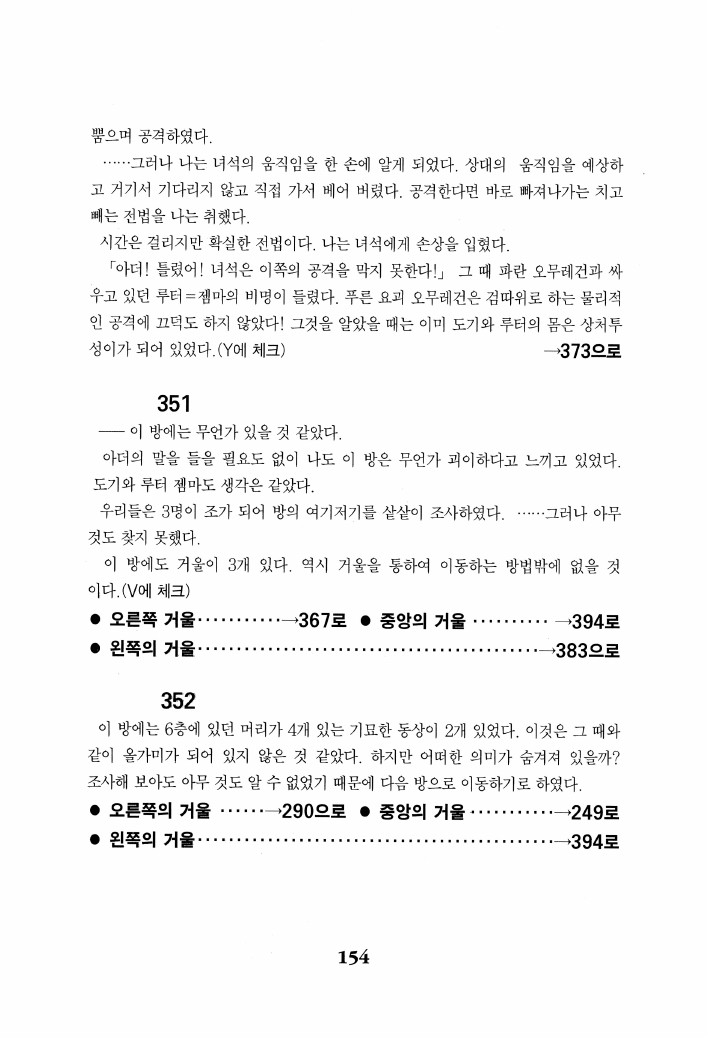 뿜으며 공격하였다.
……그러나 나는 녀석의 움직임을 한 손에 알게 되었다. 상대의 움직임을 예상하
고 거기서 기다리지 않고 직접 가서 베어 버렸다. 공격한다면 바로 빠져나가는 치고
빼는 전법을 나는 취했다.
시간은 걸리지만 확실한 전법이다. 나는 녀석에게 손상을 입혔다.
「아더! 틀렸어! 녀석은 이쪽의 공격을 막지 못한다!」 그 때 파란 오무레건과 싸
우고 있던 루터=젬마의 비명이 들렸다. 푸른 요괴 오무레건은 검따위로 하는 물리적
인 공격에 끄덕도 하지 않았다! 그것을 알았을 때는 이미 도기와 루터의 몸은 상처투
성이가 되어 있었다.(Y에 체크) →373으로
351
── 이 방에는 무언가 있을 것 같았다.
아더의 말을 들을 필요도 없이 나도 이 방은 무언가 괴이하다고 느끼고 있었다.
도기와 루터 젬마도 생각은 같았다.
우리들은 3명이 조가 되어 방의 여기저기를 샅샅이 조사하였다. ……그러나 아무
것도 찾지 못했다.
이 방에도 거울이 3개 있다. 역시 거울을 통하여 이동하는 방법밖에 없을 것
이다.(V에 체크)
● 오른쪽 거울···········→367로 ● 중앙의 거울 ·········· →394로
● 왼쪽의 거울············································→383으로
352
이 방에는 6층에 있던 머리가 4개 있는 기묘한 동상이 2개 있었다. 이것은 그 때와
같이 올가미가 되어 있지 않은 것 같았다. 하지만 어떠한 의미가 숨겨져 있을까?
조사해 보아도 아무 것도 알 수 없었기 때문에 다음 방으로 이동하기로 하였다.
● 오른쪽의 거울 ······→290으로 ● 중앙의 거울···········→249로
● 왼쪽의 거울··············································→394로
154